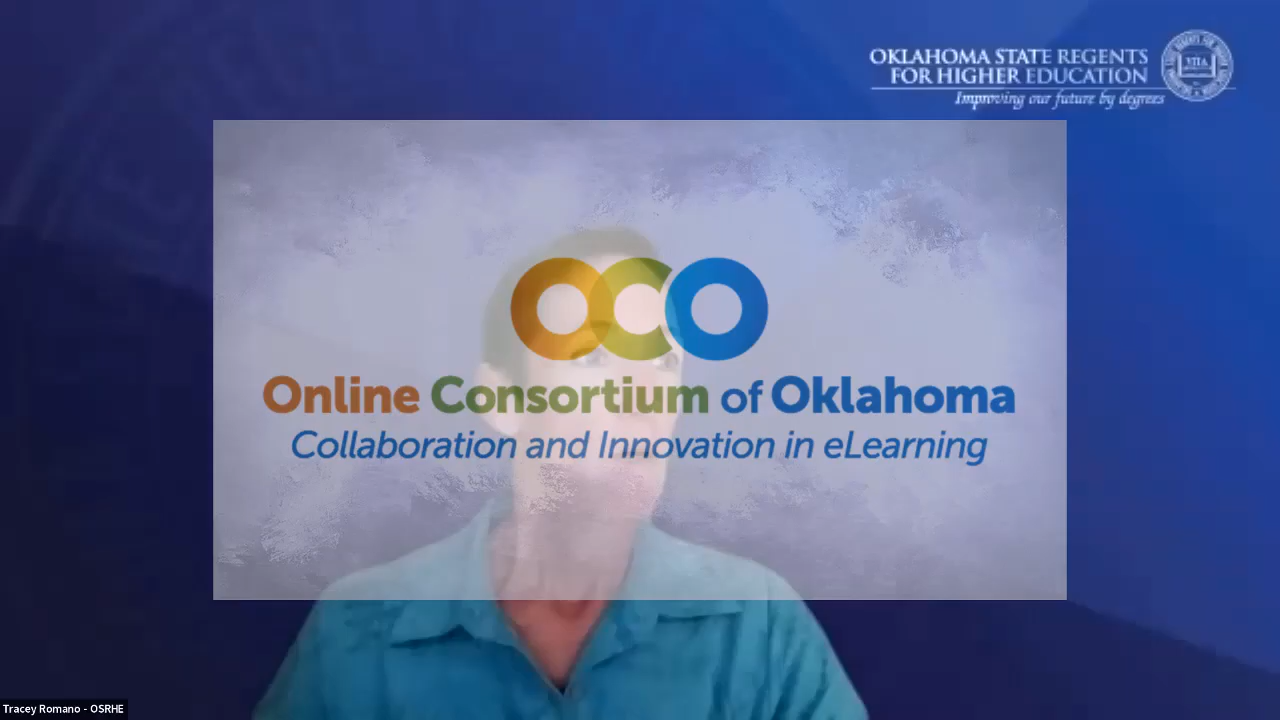 OKLAHOMA STATE REGENTS
FOR HIGHER EDUCATION
Improving our future by degrees
OCO
Online Consortium of Oklahoma
Collaboration and Innovation in eLearning
Tracey Romano - OSRHE